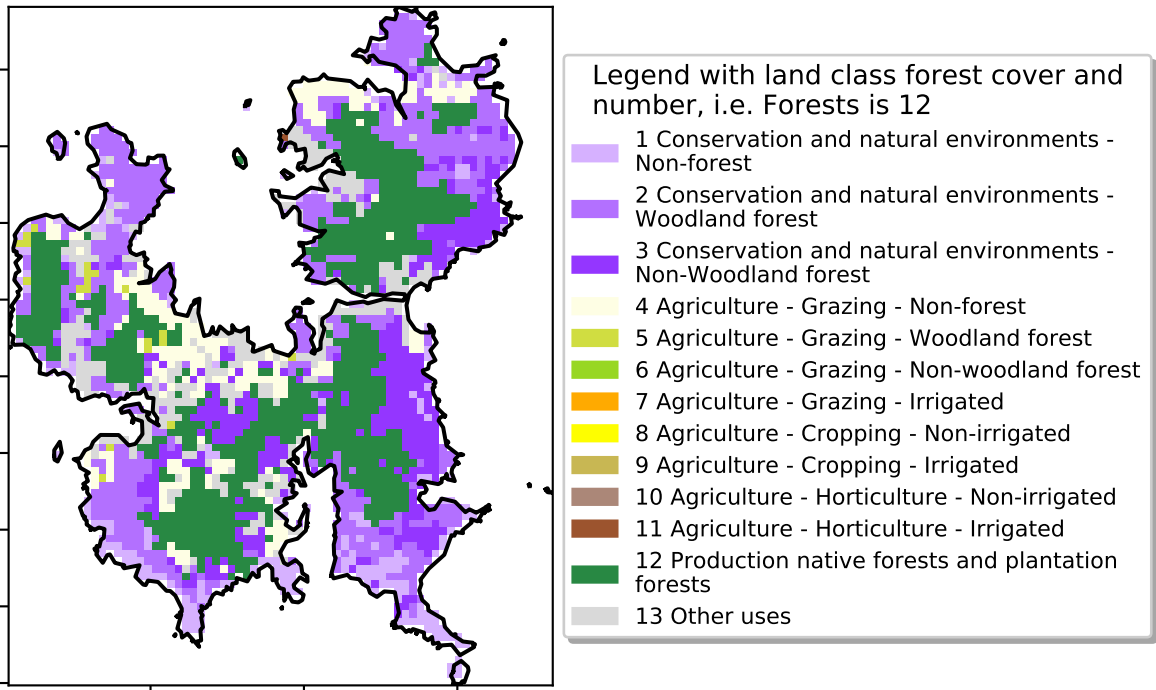 Legend with land class forest cover and
number, i.e. Forests is 12
1 Conservation and natural environments -
Non-forest
2 Conservation and natural environments -
Woodland forest
3 Conservation and natural environments -
Non-Woodland forest
4 Agriculture - Grazing - Non-forest
5 Agriculture - Grazing - Woodland forest
6 Agriculture - Grazing - Non-woodland forest
7 Agriculture - Grazing - Irrigated
8 Agriculture - Cropping - Non-irrigated
9 Agriculture - Cropping - Irrigated
10 Agriculture - Horticulture - Non-irrigated
11 Agriculture - Horticulture - Irrigated
12 Production native forests and plantation
forests
13 Other uses